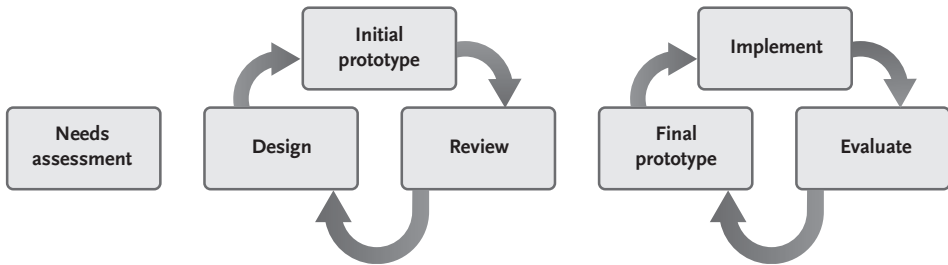 Needs
assessment
Design
Initial
prototype
Review
Final
prototype
Implement
Evaluate